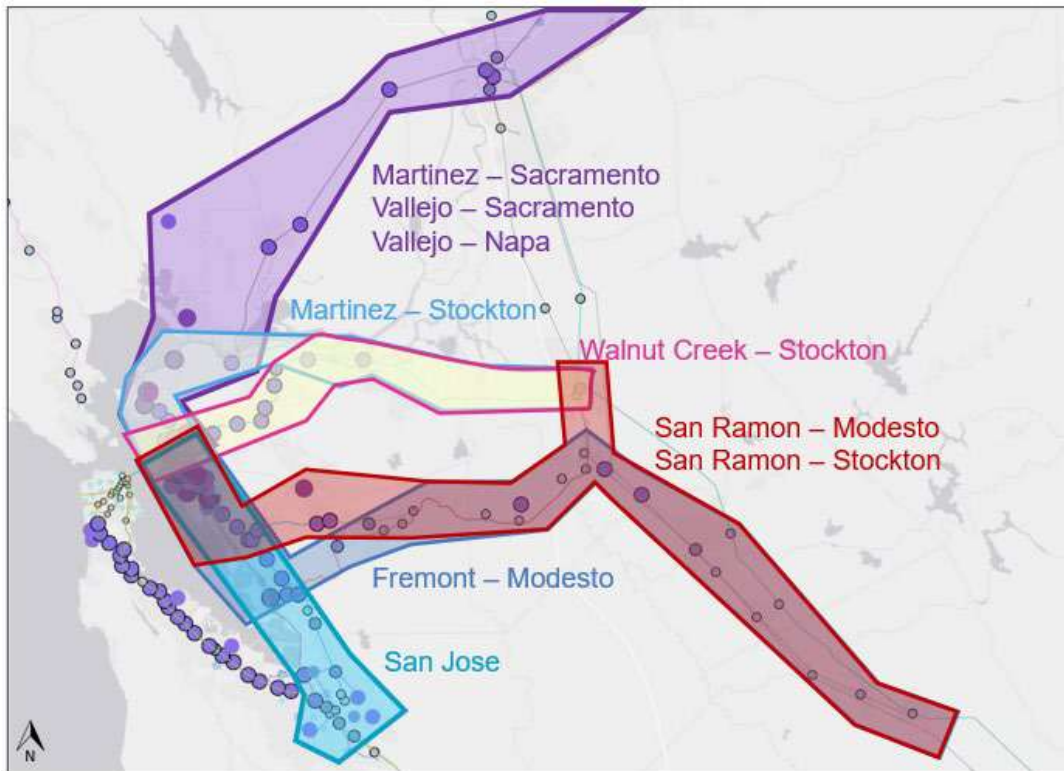 Martinez – Sacramento
Vallejo – Sacramento
Vallejo – Napa
Martinez – Stockton
Walnut Creek – Stockton
San Ramon – Modesto
San Ramon – Stockton
Fremont – Modesto
San Jose
N